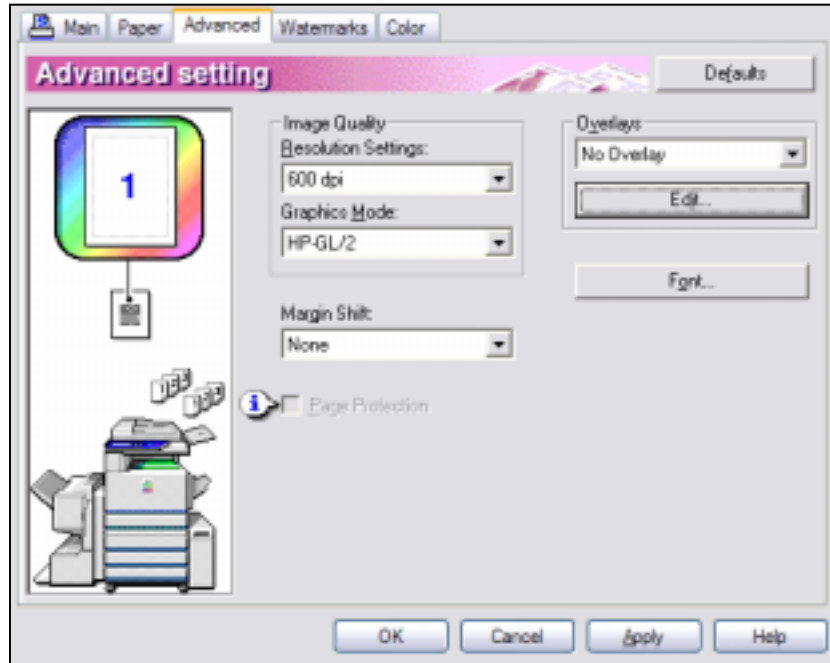 Main Paper Advanced Watermarks Color
Advanced setting
Defaults
1
Image Quality
Resolution Settings:
600 dpi
Graphics Mode:
HP-GL/2
Margin Shift:
None
Page Protection
Overlays
No Overlay
Edit...
Font...
OK Cancel Apply Help